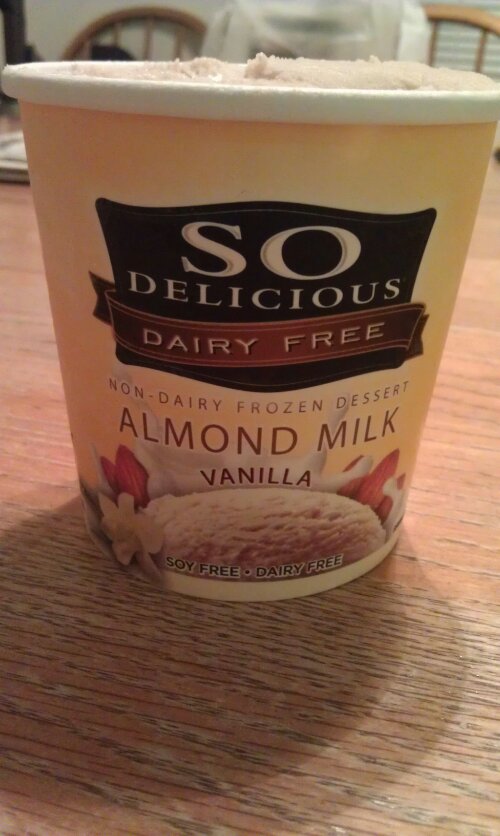 SO
DELICIOUS
DAIRY FREE
NON-DAIRY FROZEN DESSERT
ALMOND MILK
VANILLA
SOY FREE • DAIRY FREE